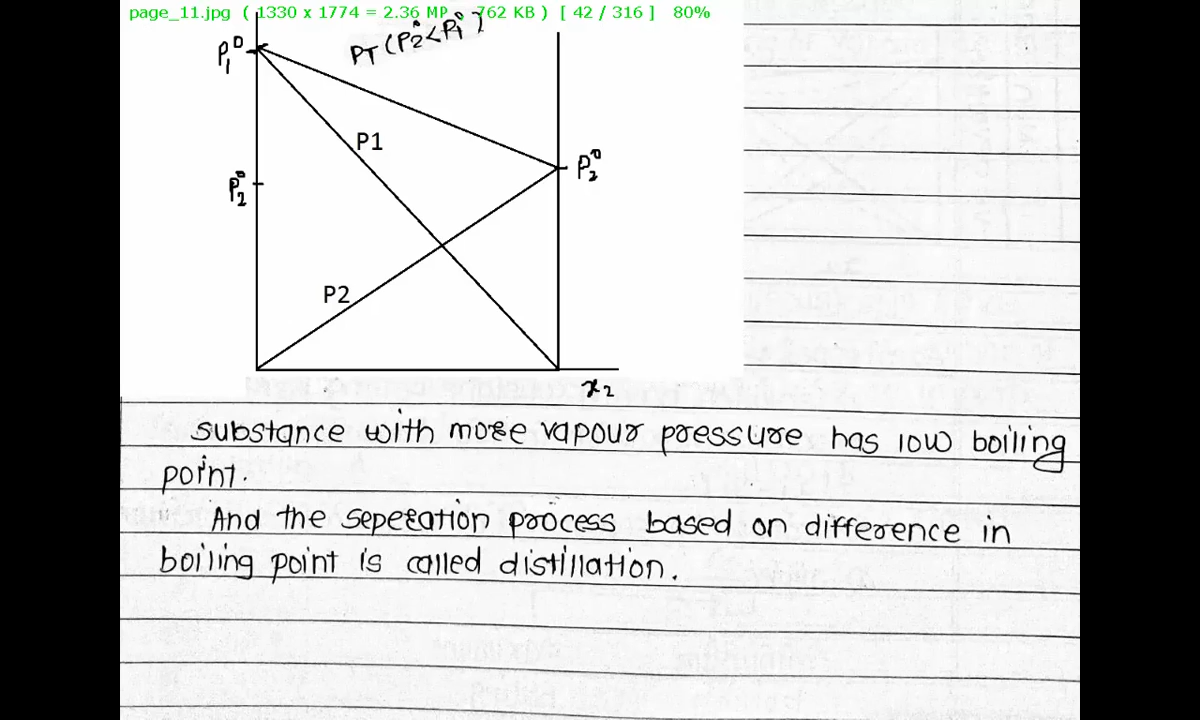 page_11.jpg ( 1330 x 1774 = 2.36 MP , 762 KB ) [ 42 / 316 ] 80%
PT (P2° < P1°)
P1°
P1
P2°
P2°
P2
x2
substance with more vapour pressure has low boiling
point.
And the seperation process based on difference in
boiling point is called distillation.